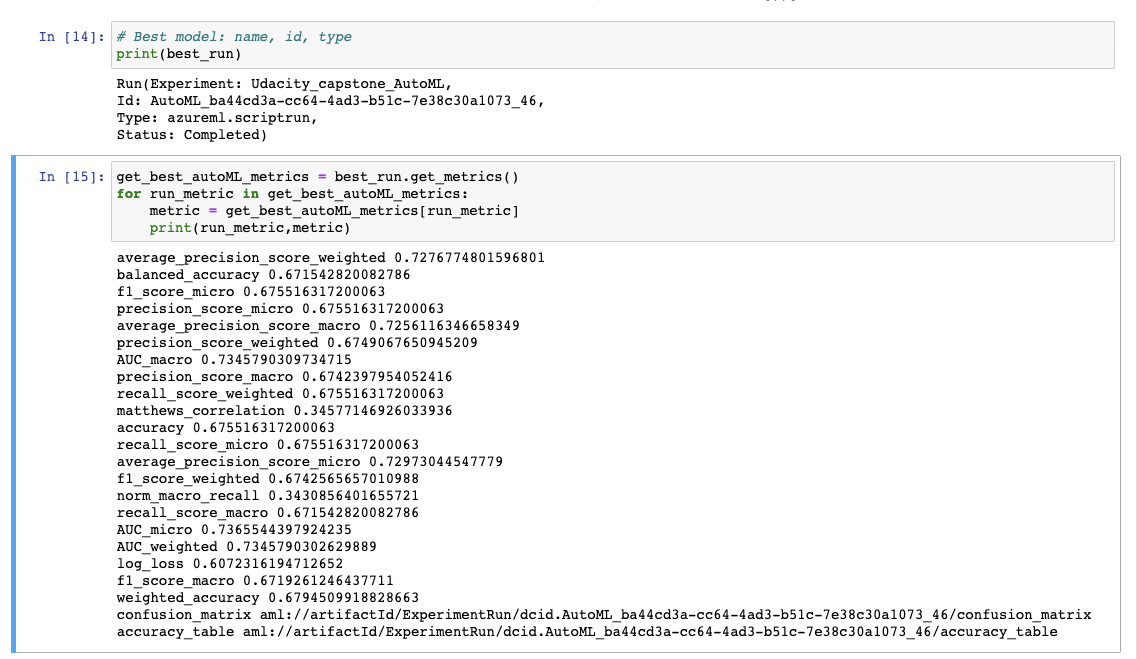 In [14]: # Best model: name, id, type
print(best_run)
Run(Experiment: Udacity_capstone_AutoML,
Id: AutoML_ba44cd3a-cc64-4ad3-b51c-7e38c30a1073_46,
Type: azureml.scriptrun,
Status: Completed)
In [15]: get_best_autoML_metrics = best_run.get_metrics()
for run_metric in get_best_autoML_metrics:
    metric = get_best_autoML_metrics[run_metric]
    print(run_metric,metric)
average_precision_score_weighted 0.7276774801596801
balanced_accuracy 0.671542820082786
f1_score_micro 0.675516317200063
precision_score_micro 0.675516317200063
average_precision_score_macro 0.7256116346658349
precision_score_weighted 0.6749067650945209
AUC_macro 0.7345790309734715
precision_score_macro 0.6742397954052416
recall_score_weighted 0.675516317200063
matthews_correlation 0.34577146926033936
accuracy 0.675516317200063
recall_score_micro 0.675516317200063
average_precision_score_micro 0.72973044547779
f1_score_weighted 0.6742565657010988
norm_macro_recall 0.3430856401655721
recall_score_macro 0.671542820082786
AUC_micro 0.7365544397924235
AUC_weighted 0.7345790302629889
log_loss 0.6072316194712652
f1_score_macro 0.6719261246437711
weighted_accuracy 0.6794509918828663
confusion_matrix aml://artifactId/ExperimentRun/dcid.AutoML_ba44cd3a-cc64-4ad3-b51c-7e38c30a1073_46/confusion_matrix
accuracy_table aml://artifactId/ExperimentRun/dcid.AutoML_ba44cd3a-cc64-4ad3-b51c-7e38c30a1073_46/accuracy_table